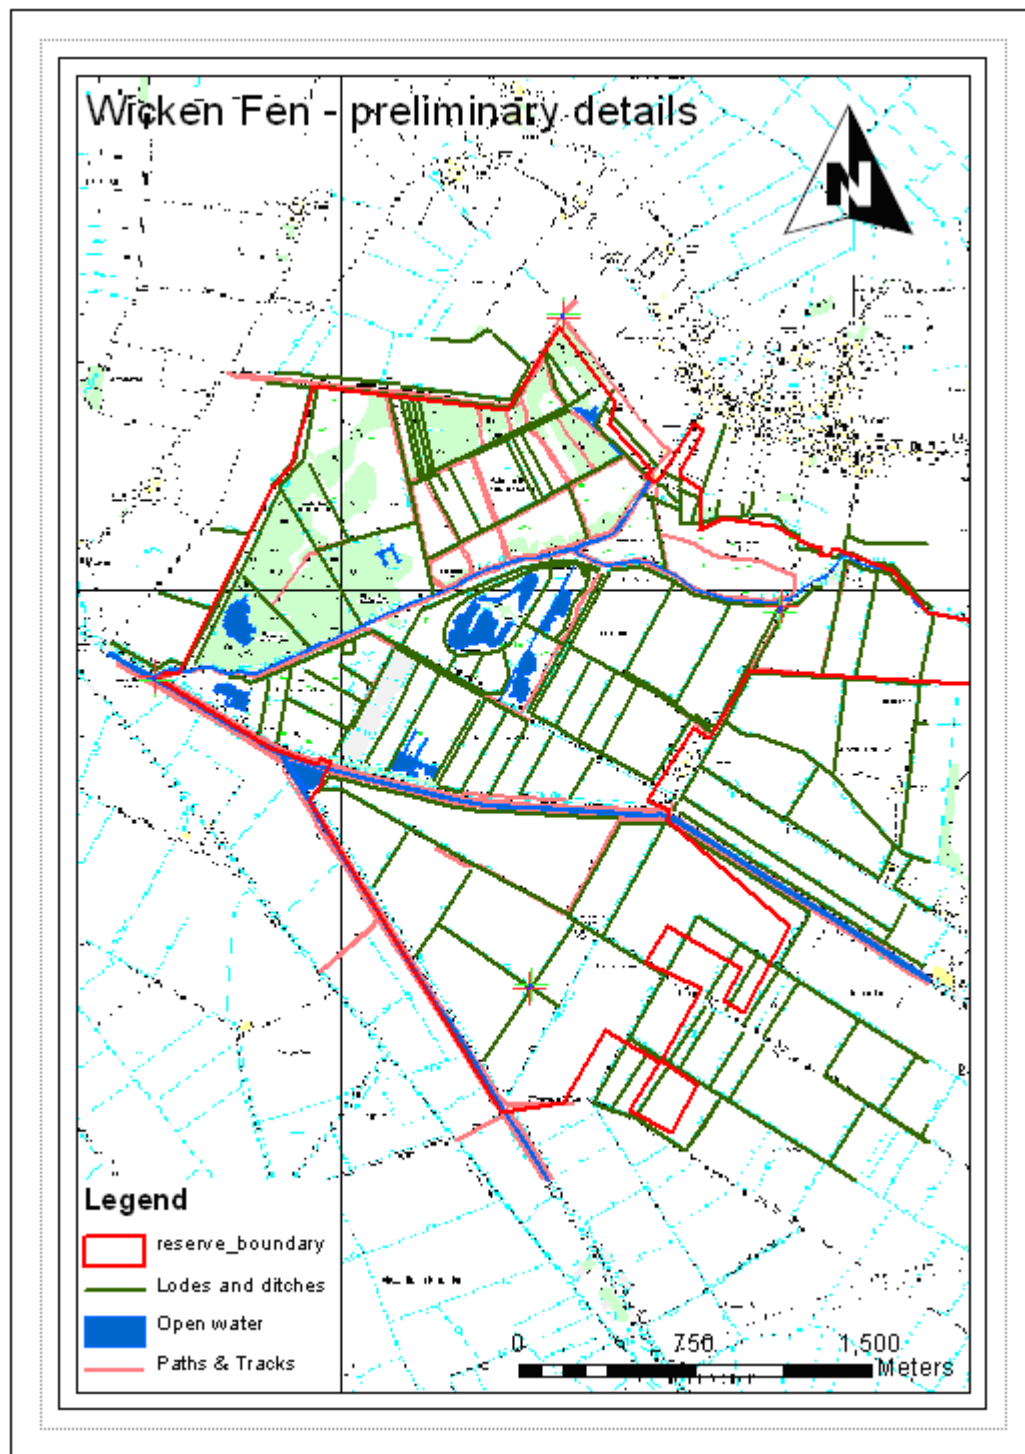 Wicken Fen - preliminary details
N
Legend
reserve_boundary
Lodes and ditches
Open water
Paths & Tracks
0 750 1,500
Meters